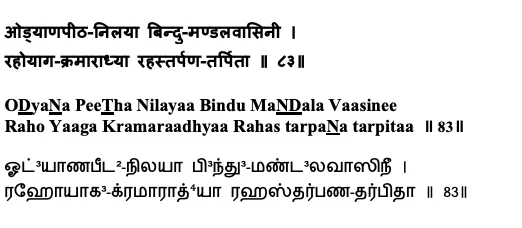 ओड्याणपीठ-निलया बिन्दु-मण्डलवासिनी ।
रहोयाग-क्रमाराध्या रहस्तर्पण-तर्पिता ॥ ८३॥
ODyaNa PeeTha Nilayaa Bindu MaNDala Vaasinee
Raho Yaaga Kramaraadhyaa Rahas tarpaNa tarpitaa ॥ 83॥
ஓட்³யாணபீட²-நிலயா பி³ந்து³-மண்ட³லவாஸிநீ ।
ரஹோயாக³-க்ரமாராத்⁴யா ரஹஸ்தர்பண-தர்பிதா ॥ 83॥